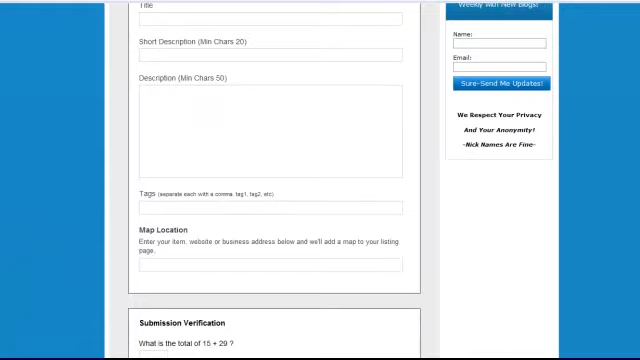 Title
Short Description (Min Chars 20)
Description (Min Chars 50)
Tags (separate each with a comma, tag1, tag2, etc)
Map Location
Enter your item, website or business address below and we'll add a map to your listing
page.
Submission Verification
What is the total of 15 + 29 ?
Weekly With New Blogs!
Name:
Email:
Sure-Send Me Updates!
We Respect Your Privacy
And Your Anonymity!
-Nick Names Are Fine-